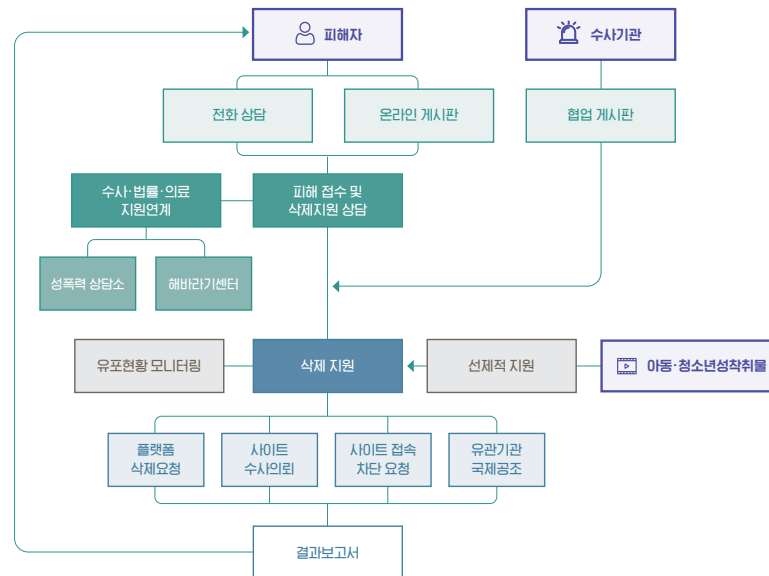 피해자
수사기관
전화 상담
온라인 게시판
협업 게시판
수사·법률·의료
지원연계
피해 접수 및
삭제지원 상담
성폭력 상담소
해바라기센터
유포현황 모니터링
삭제 지원
선제적 지원
아동·청소년성착취물
플랫폼
삭제요청
사이트
수사의뢰
사이트 접속
차단 요청
유관기관
국제공조
결과보고서